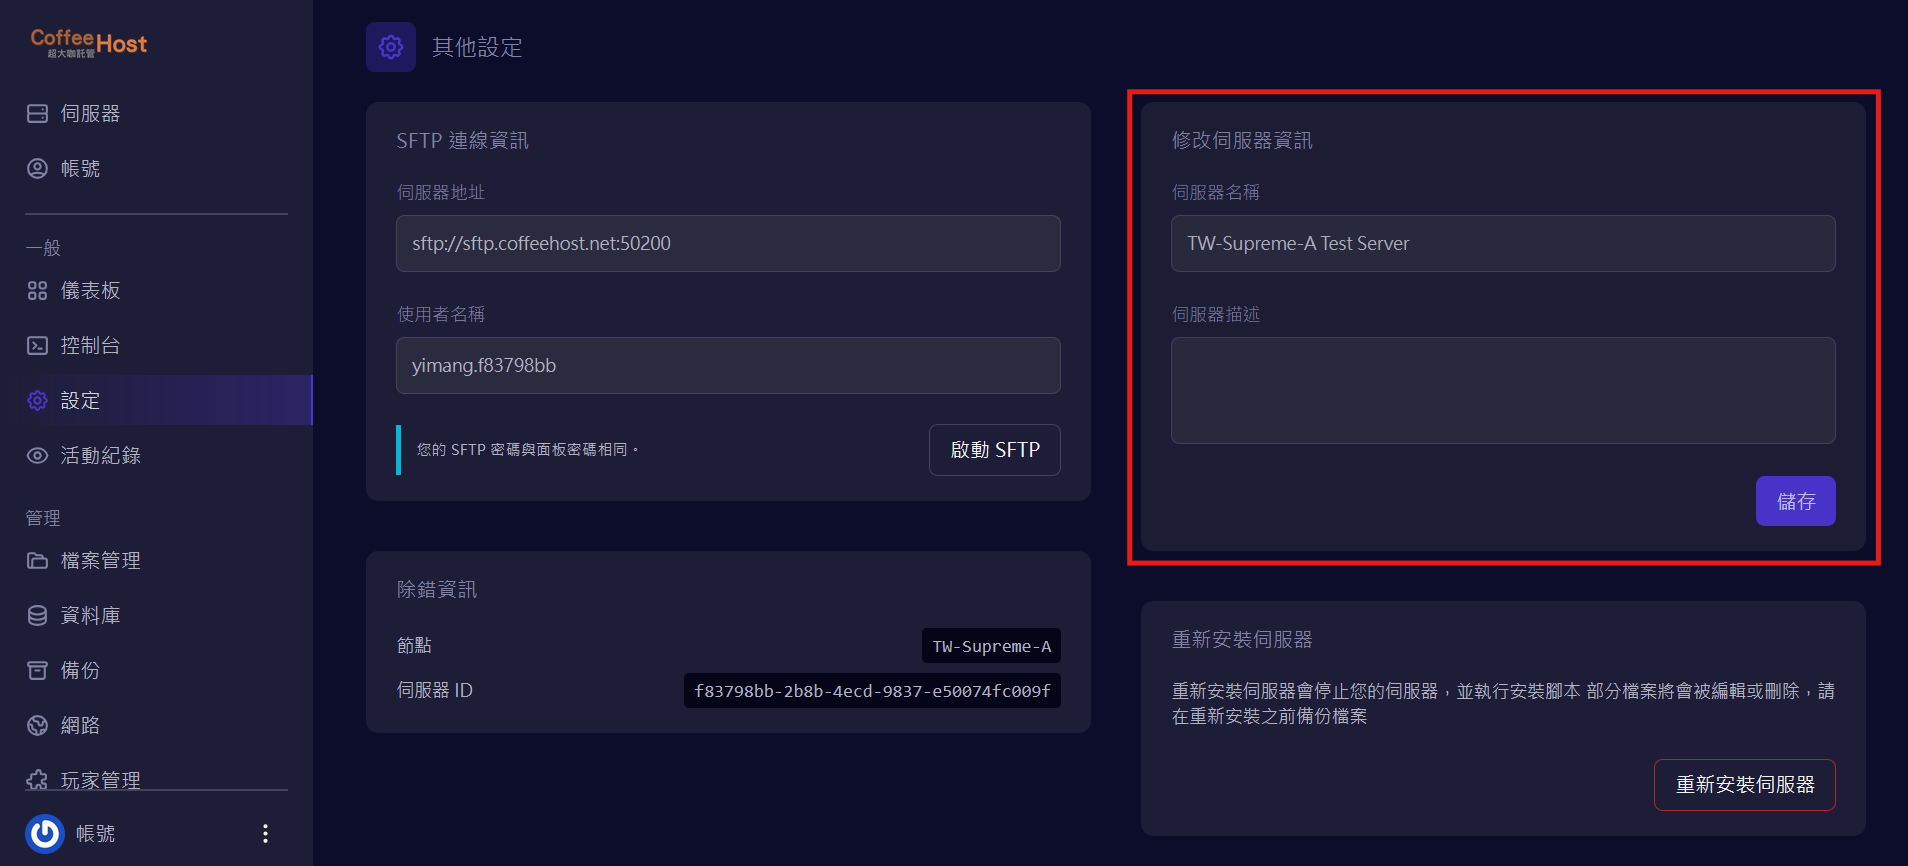 CoffeeHost
超大咖託管
伺服器
帳號
一般
儀表板
控制台
設定
活動紀錄
管理
檔案管理
資料庫
備份
網路
玩家管理
帳號
其他設定
SFTP 連線資訊
伺服器地址
sftp://sftp.coffeehost.net:50200
使用者名稱
yimang.f83798bb
您的 SFTP 密碼與面板密碼相同。
啟動 SFTP
除錯資訊
節點
TW-Supreme-A
伺服器 ID
f83798bb-2b8b-4ecd-9837-e50074fc009f
修改伺服器資訊
伺服器名稱
TW-Supreme-A Test Server
伺服器描述
儲存
重新安裝伺服器
重新安裝伺服器會停止您的伺服器，並執行安裝腳本 部分檔案將會被編輯或刪除，請
在重新安裝之前備份檔案
重新安裝伺服器